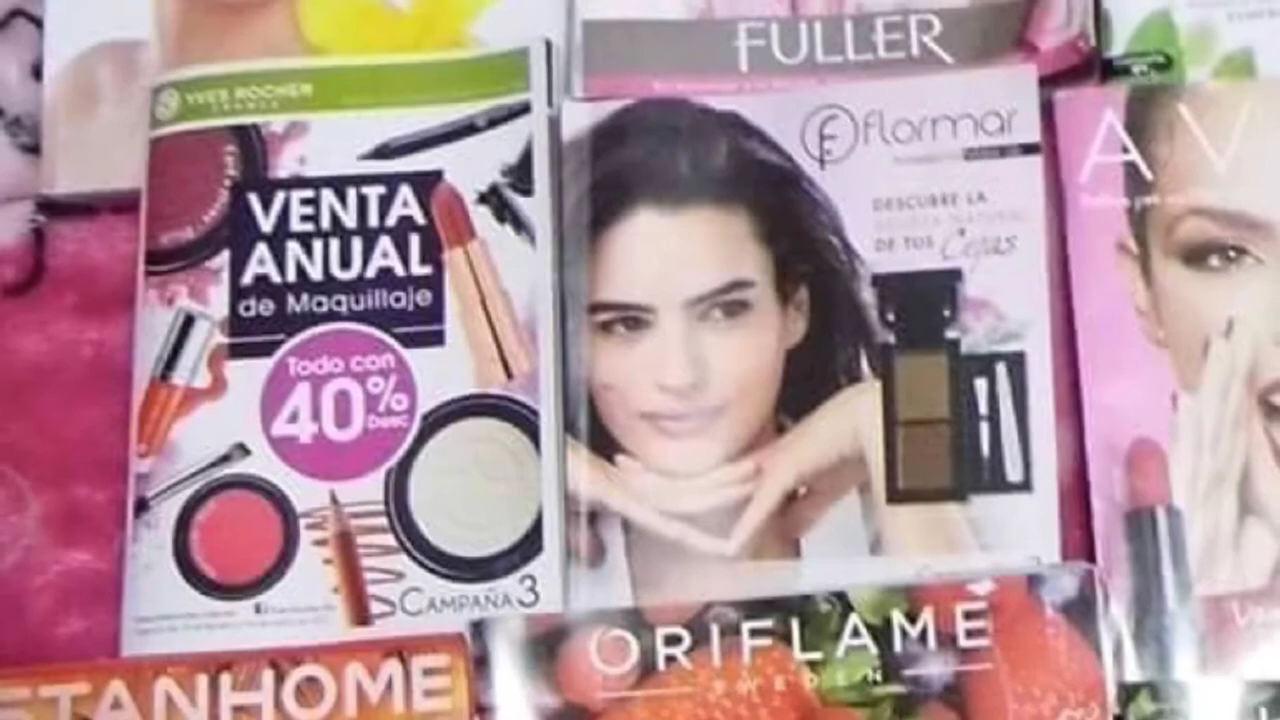 FULLER
YVES ROCHER
FRANCE
VENTA
ANUAL
de Maquillaje
Todo con
40%
Desc
CAMPAÑA 3
flormar
DESCUBRE LA
DE TUS Cejas
AV
ORIFLAME
SWEDEN
STANHOME